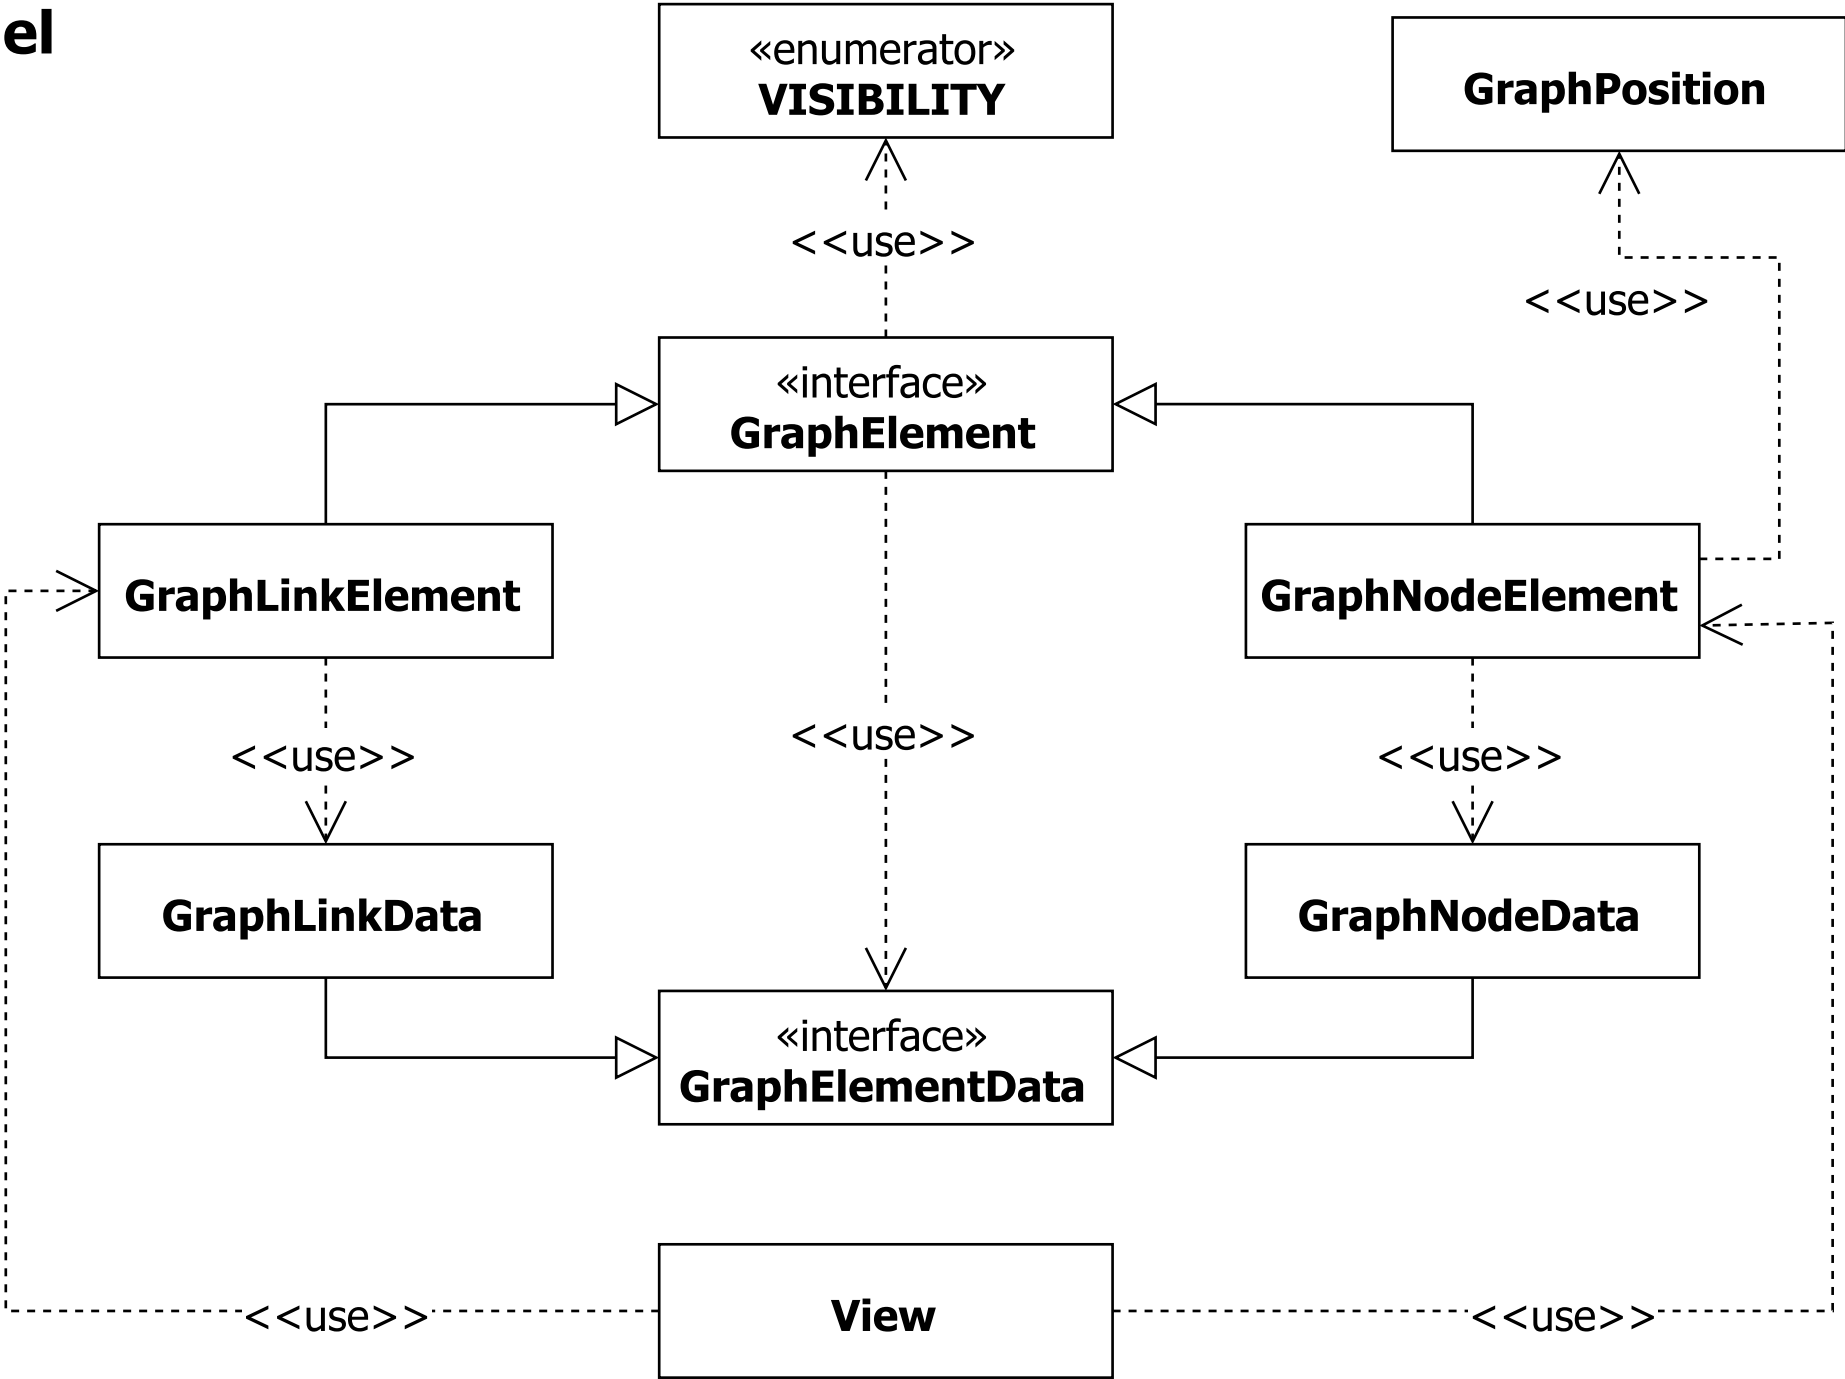 el
«enumerator»
VISIBILITY
GraphPosition
<<use>>
<<use>>
«interface»
GraphElement
GraphLinkElement
GraphNodeElement
<<use>>
<<use>>
<<use>>
GraphLinkData
GraphNodeData
«interface»
GraphElementData
<<use>>
View
<<use>>